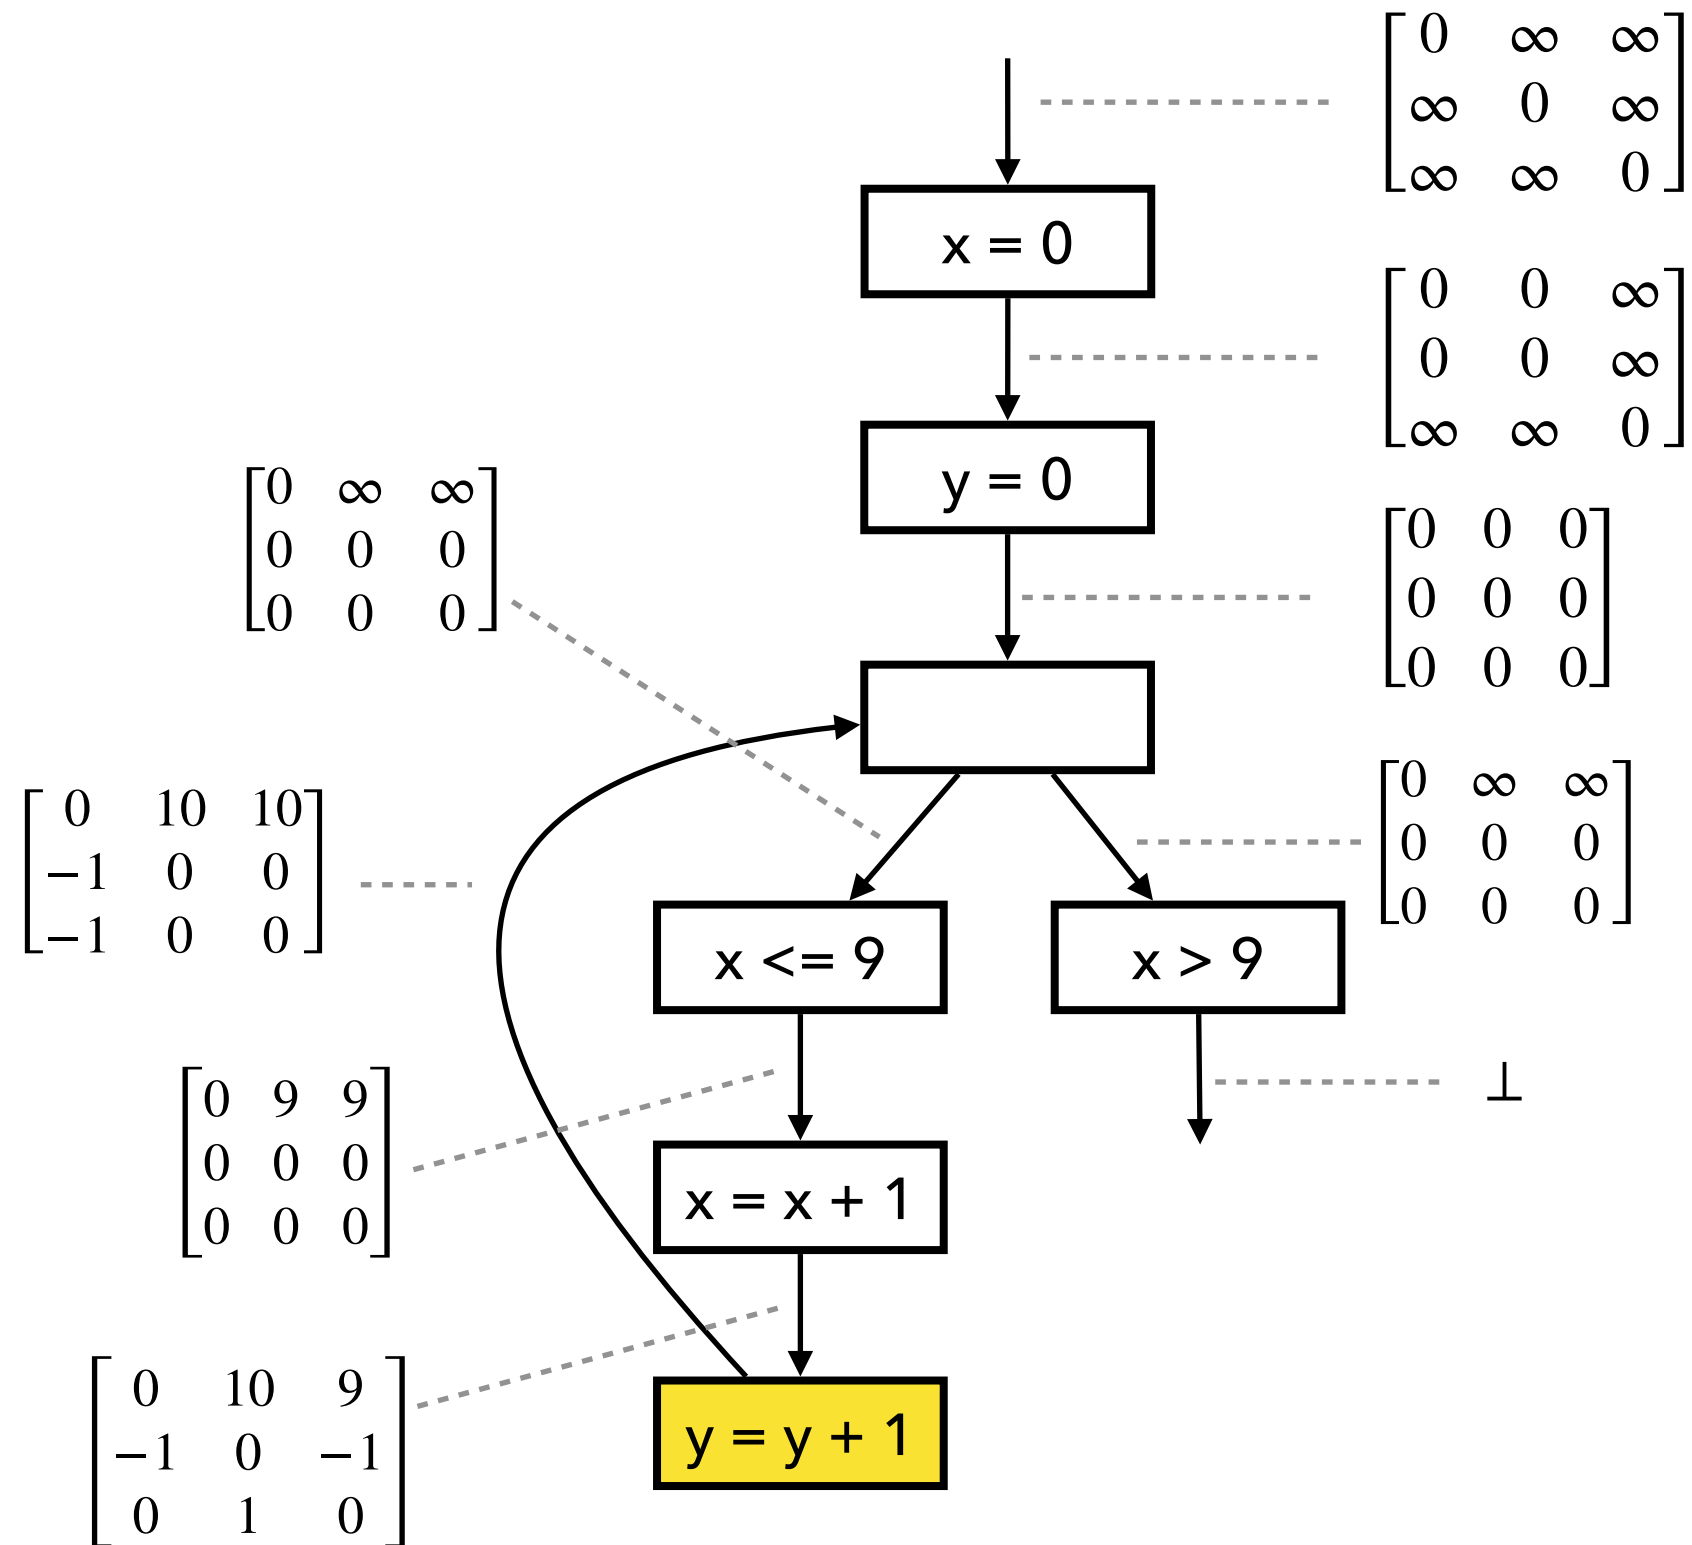 0 ∞ ∞
∞ 0 ∞
∞ ∞ 0
x = 0
0 0 ∞
0 0 ∞
∞ ∞ 0
y = 0
0 ∞ ∞
0 0 0
0 0 0
0 0 0
0 0 0
0 0 0
0 10 10
−1 0 0
−1 0 0
0 ∞ ∞
0 0 0
0 0 0
x <= 9
x > 9
0 9 9
0 0 0
0 0 0
⊥
x = x + 1
0 10 9
−1 0 −1
0 1 0
y = y + 1